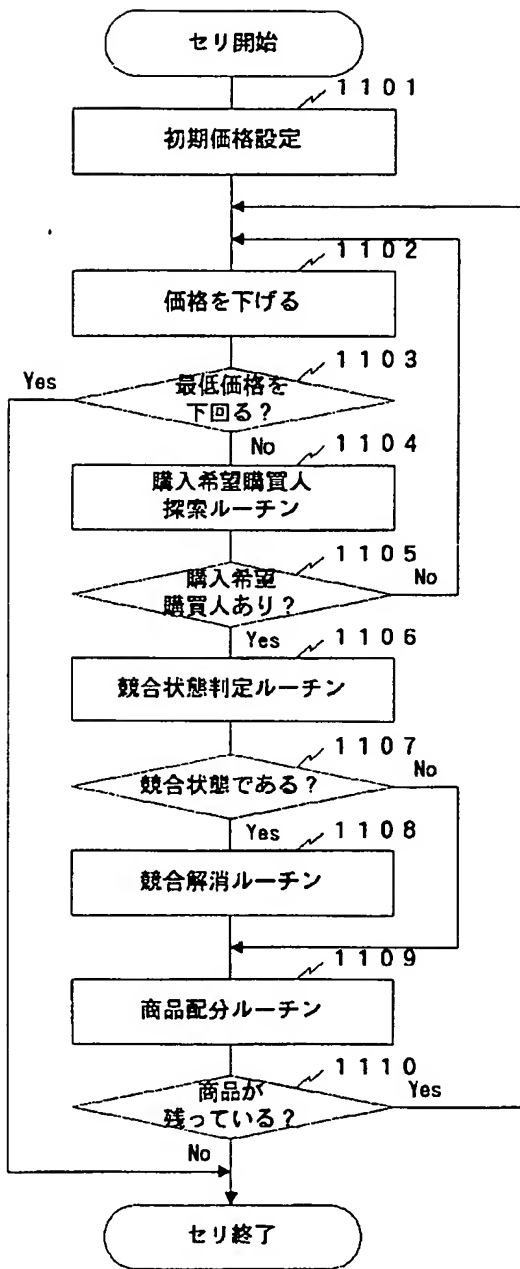 セリ開始
1101
初期価格設定
1102
価格を下げる
1103
Yes
最低価格を
下回る?
No
1104
購入希望購買人
探索ルーチン
1105
購入希望
購買人あり?
No
Yes
1106
競合状態判定ルーチン
1107
競合状態である?
No
Yes
1108
競合解消ルーチン
1109
商品配分ルーチン
1110
商品が
残っている?
Yes
No
セリ終了